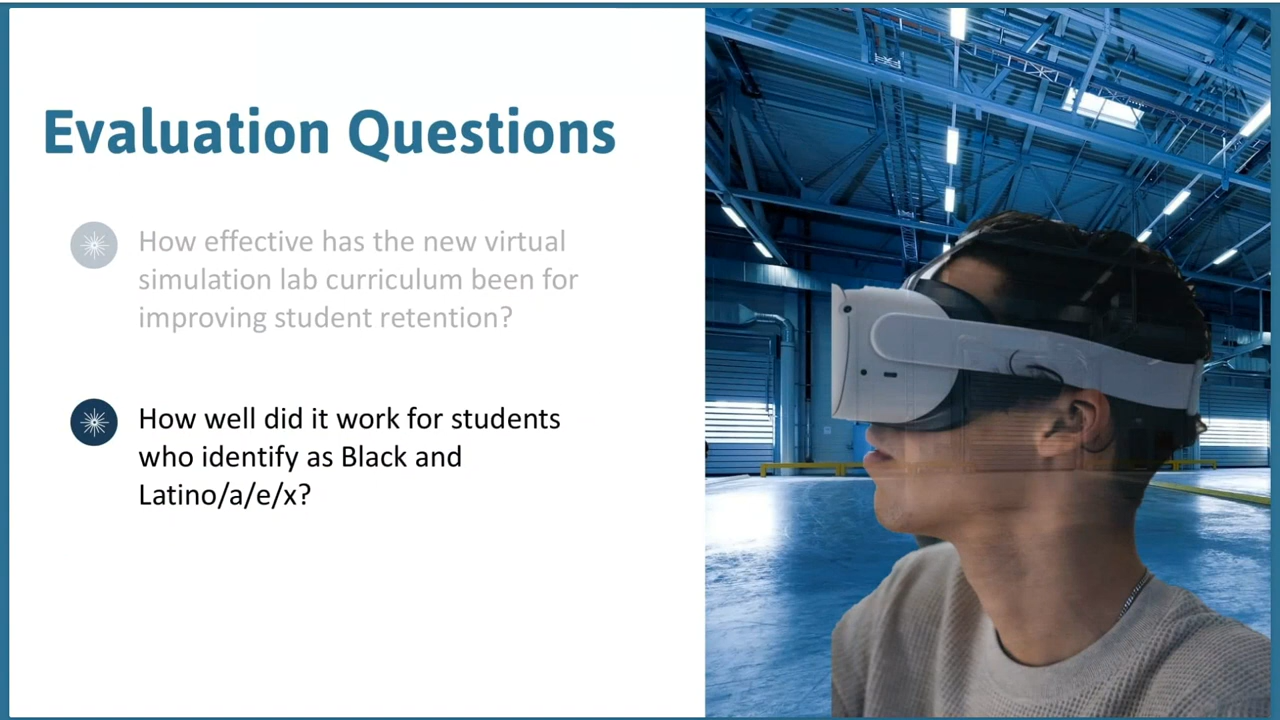 Evaluation Questions
How effective has the new virtual
simulation lab curriculum been for
improving student retention?
How well did it work for students
who identify as Black and
Latino/a/e/x?